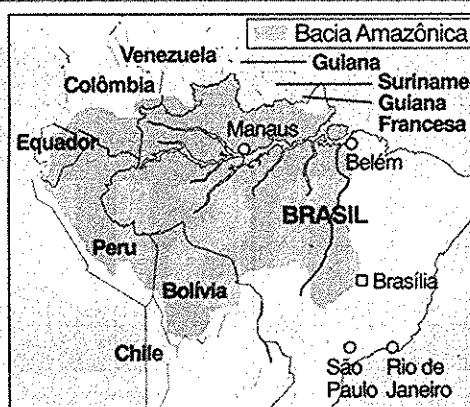 Bacia Amazônica
Venezuela
Guiana
Colômbia
Suriname
Guiana
Francesa
Equador
Manaus
Belém
BRASIL
Peru
Bolívia
Brasília
Chile
São
Paulo
Rio de
Janeiro